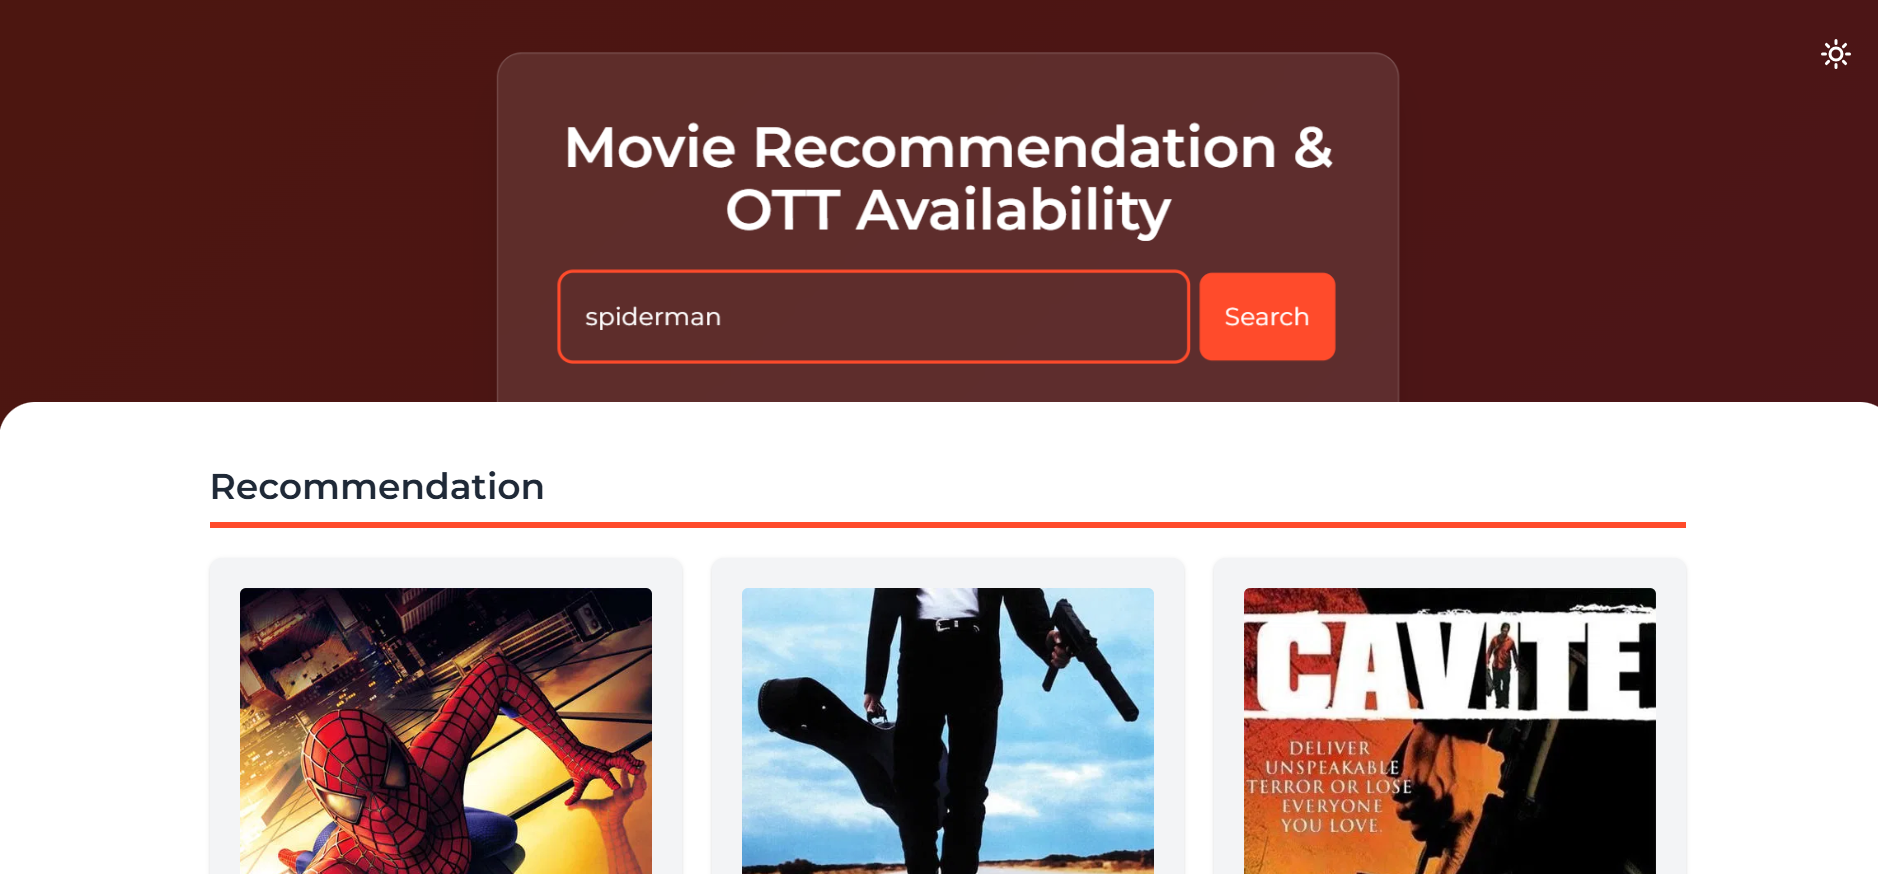 Movie Recommendation &
OTT Availability
spiderman
Search
Recommendation
CAVITE
DELIVER
UNSPEAKABLE
TERROR OR LOSE
EVERYONE
YOU LOVE.